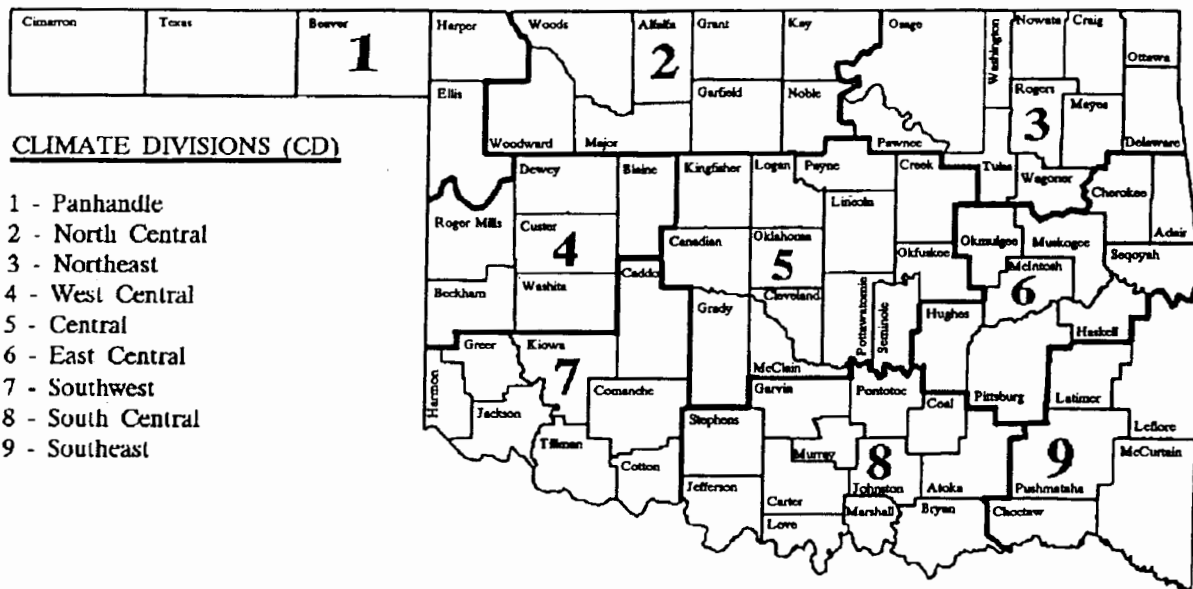 Cimarron
Texas
Beaver
1
Harper
Woods
Alfalfa
2
Grant
Kay
Osage
Washington
Nowata
Craig
Ottawa
Ellis
Garfield
Noble
Rogers
3
Mayes
CLIMATE DIVISIONS (CD)
Woodward
Major
Pawnee
Delaware
Dewey
Blaine
Kingfisher
Logan
Payne
Creek
Tulsa
Wagoner
Cherokee
1 - Panhandle
2 - North Central
3 - Northeast
4 - West Central
5 - Central
6 - East Central
7 - Southwest
8 - South Central
9 - Southeast
Roger Mills
Custer
4
Lincoln
Canadian
Oklahoma
5
Okfuskee
Okmulgee
Muskogee
Adair
Sequoyah
Beckham
Washita
Caddo
Cleveland
McIntosh
6
Grady
Pottawatomie
Seminole
Hughes
Haskell
Greer
Kiowa
7
McClain
Harmon
Jackson
Comanche
Garvin
Pontotoc
Coal
Pittsburg
Latimer
Stephens
Leflore
Tillman
Cotton
Murray
8
9
McCurtain
Jefferson
Carter
Johnston
Atoka
Pushmataha
Love
Marshall
Bryan
Choctaw